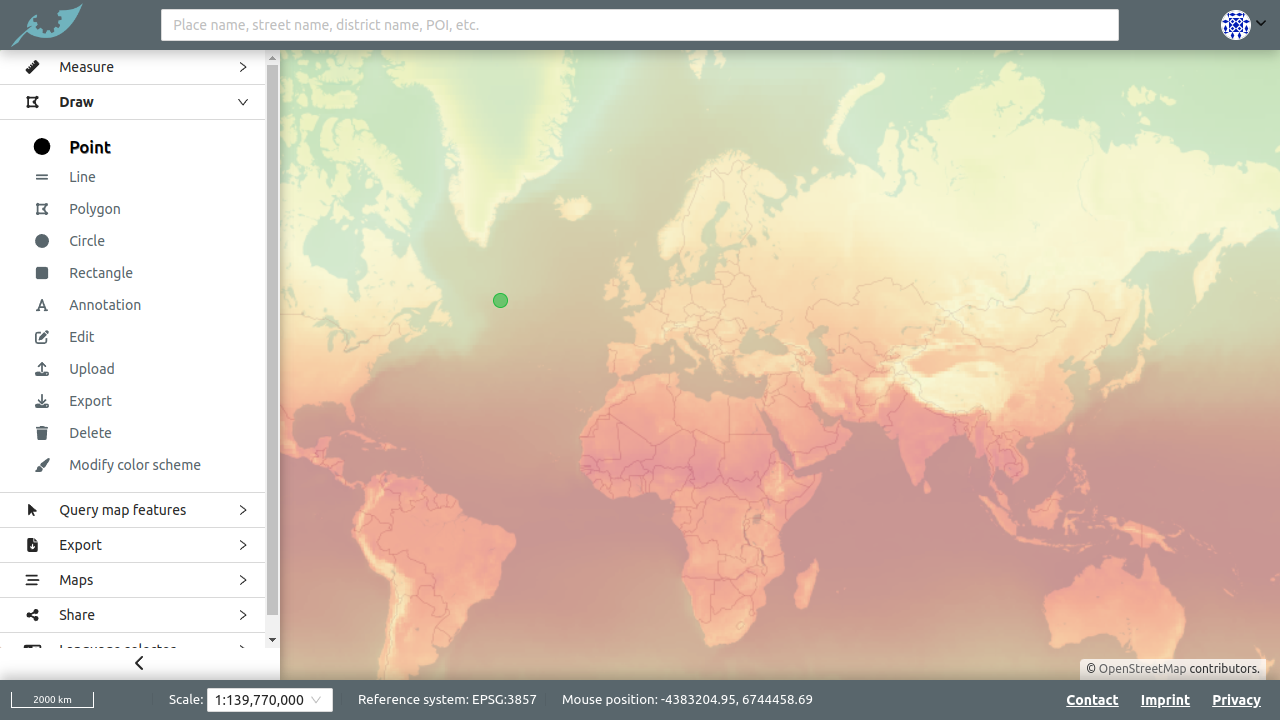 Place name, street name, district name, POI, etc.
Measure
Draw
Point
Line
Polygon
Circle
Rectangle
Annotation
Edit
Upload
Export
Delete
Modify color scheme
Query map features
Export
Maps
Share
Language selector
© OpenStreetMap contributors.
2000 km
Scale: 1:139,770,000
Reference system: EPSG:3857
Mouse position: -4383204.95, 6744458.69
Contact
Imprint
Privacy